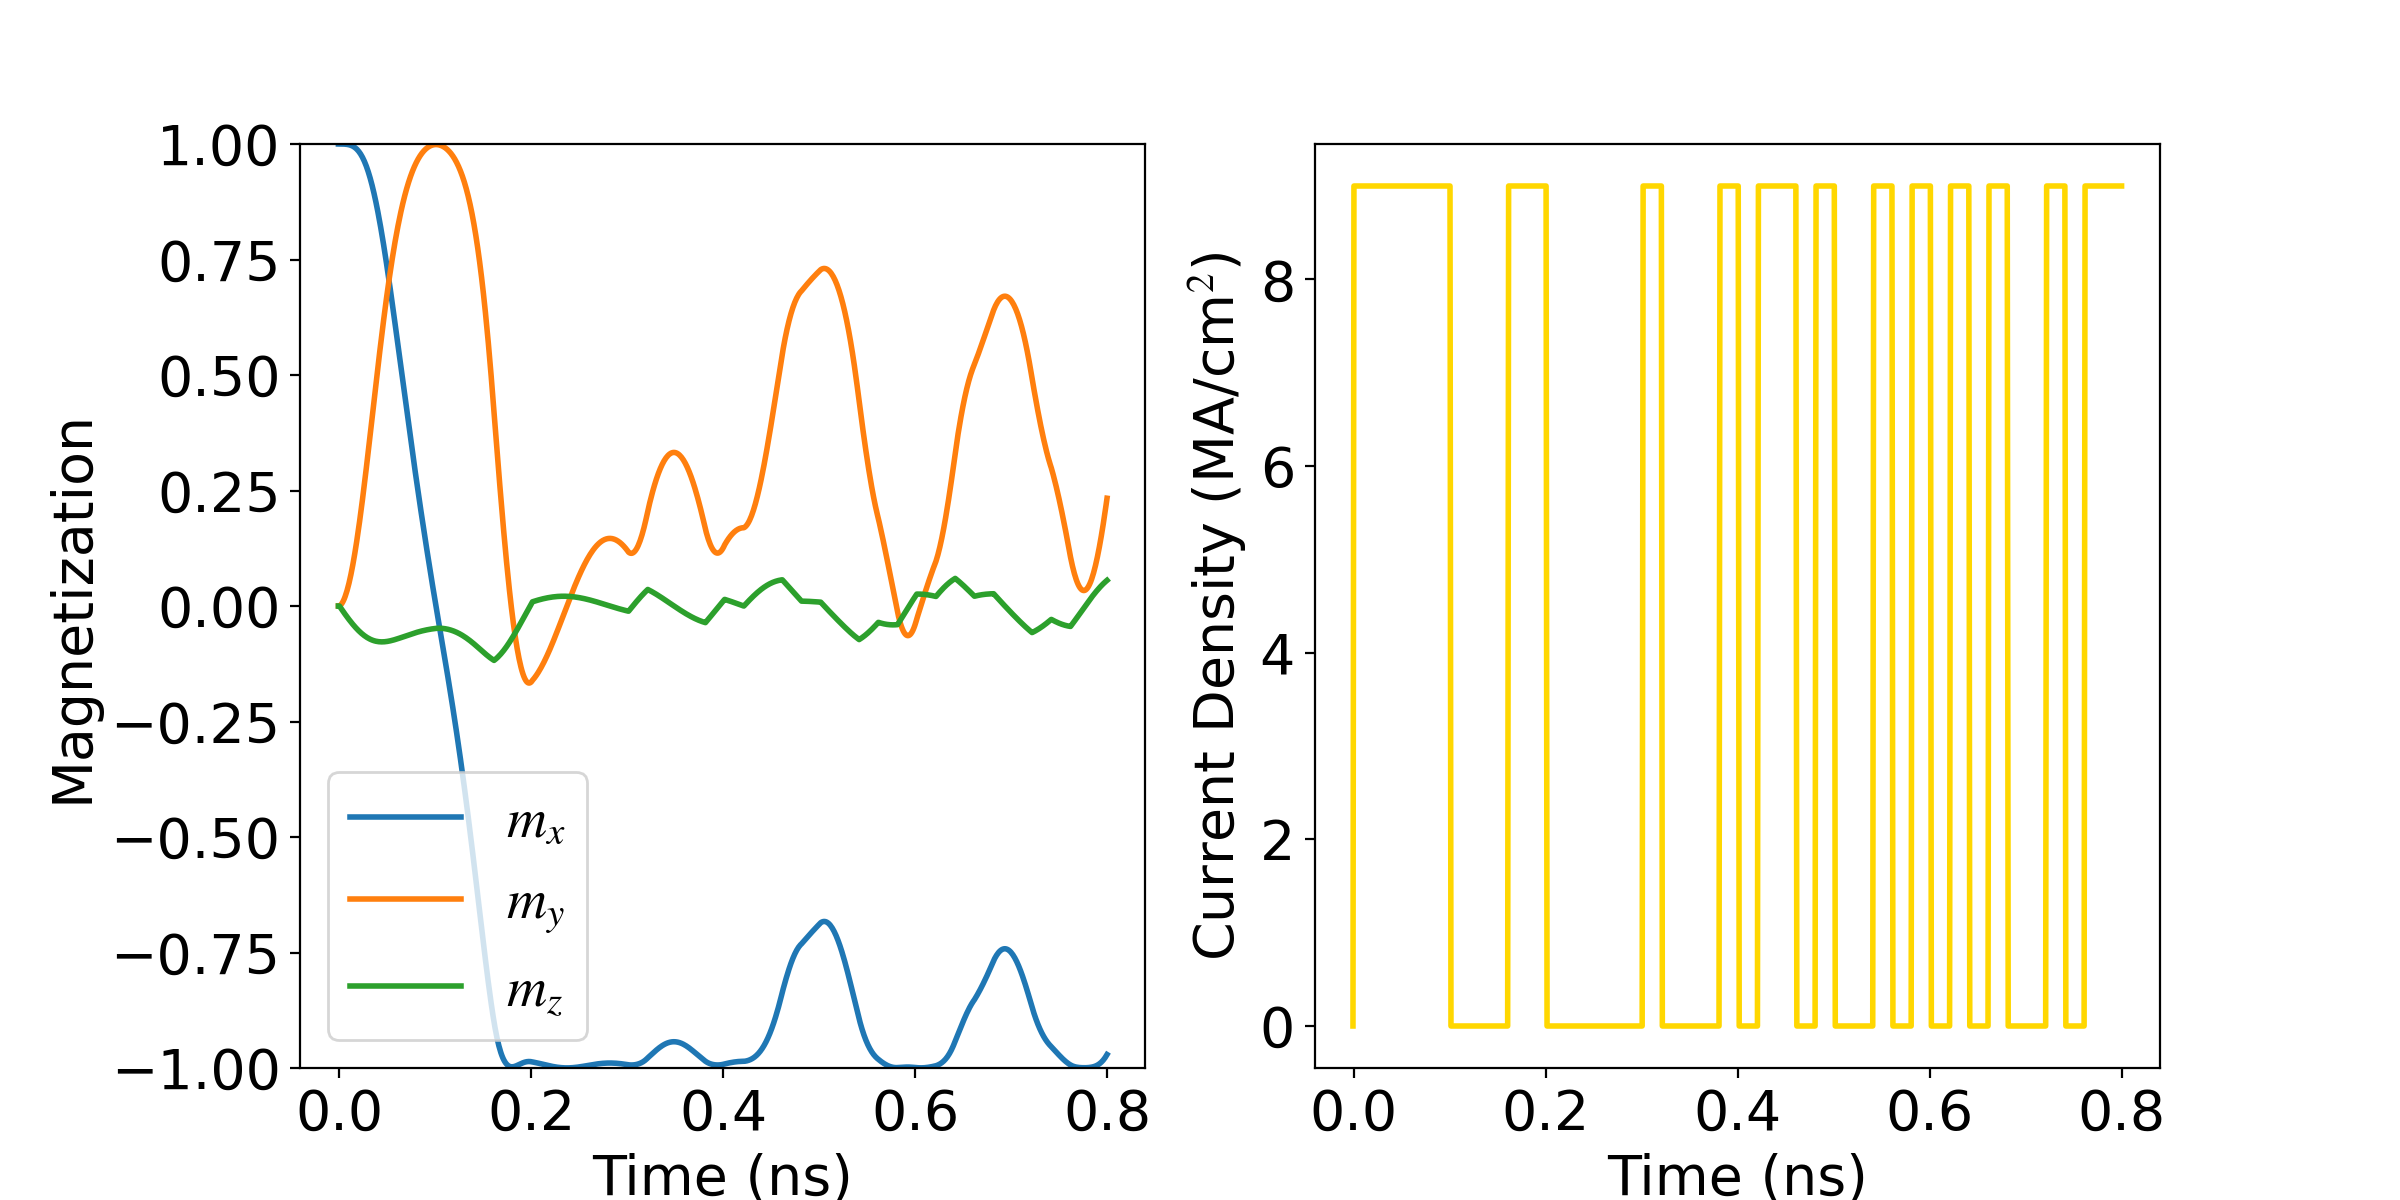 1.00
0.75
0.50
0.25
0.00
−0.25
−0.50
−0.75
−1.00
Magnetization
m_x
m_y
m_z
0.0 0.2 0.4 0.6 0.8
Time (ns)
8
6
4
2
0
Current Density (MA/cm²)
0.0 0.2 0.4 0.6 0.8
Time (ns)